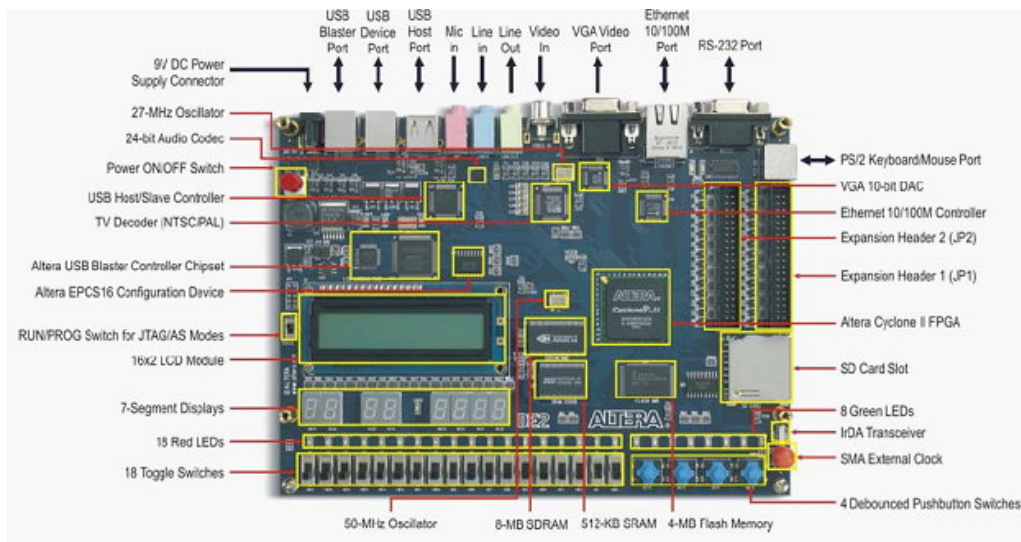 USB
Blaster
Port
USB
Device
Port
USB
Host
Port
Mic
in
Line
in
Line
Out
Video
In
VGA Video
Port
Ethernet
10/100M
Port
RS-232 Port
9V DC Power
Supply Connector
27-MHz Oscillator
24-bit Audio Codec
Power ON/OFF Switch
USB Host/Slave Controller
TV Decoder (NTSC/PAL)
Altera USB Blaster Controller Chipset
Altera EPCS16 Configuration Device
RUN/PROG Switch for JTAG/AS Modes
16x2 LCD Module
7-Segment Displays
18 Red LEDs
18 Toggle Switches
PS/2 Keyboard/Mouse Port
VGA 10-bit DAC
Ethernet 10/100M Controller
Expansion Header 2 (JP2)
Expansion Header 1 (JP1)
Altera Cyclone II FPGA
SD Card Slot
8 Green LEDs
IrDA Transceiver
SMA External Clock
4 Debounced Pushbutton Switches
50-MHz Oscillator
8-MB SDRAM
512-KB SRAM
4-MB Flash Memory
ALTERA
Cyclone II
DE2
ALTERA